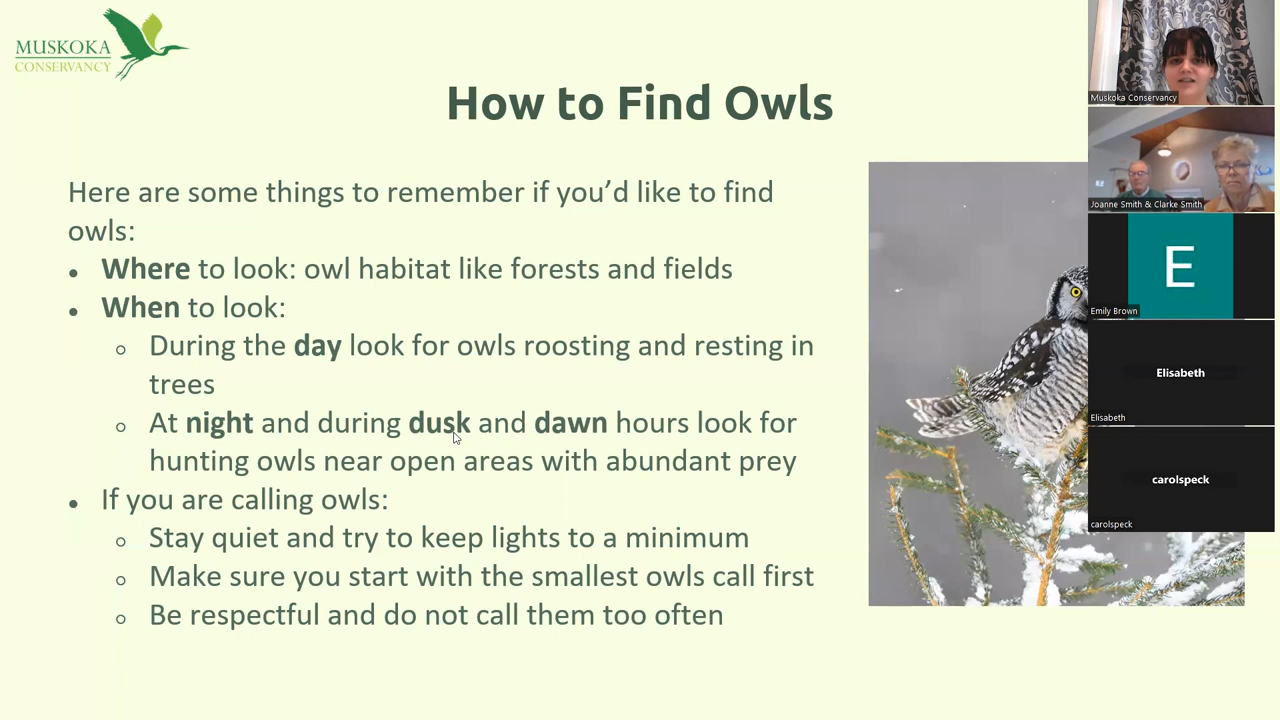 MUSKOKA
CONSERVANCY
How to Find Owls
Here are some things to remember if you’d like to find
owls:
• Where to look: owl habitat like forests and fields
• When to look:
○ During the day look for owls roosting and resting in
trees
○ At night and during dusk and dawn hours look for
hunting owls near open areas with abundant prey
• If you are calling owls:
○ Stay quiet and try to keep lights to a minimum
○ Make sure you start with the smallest owls call first
○ Be respectful and do not call them too often
Muskoka Conservancy
Joanne Smith & Clarke Smith
E
Emily Brown
Elisabeth
Elisabeth
carolspeck
carolspeck